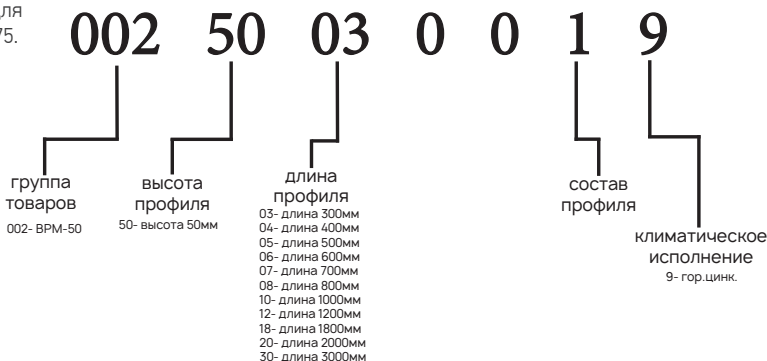 для
75.
002 50 03 0 0 1 9
группа
товаров
002- ВРМ-50
высота
профиля
50- высота 50мм
длина
профиля
03- длина 300мм
04- длина 400мм
05- длина 500мм
06- длина 600мм
07- длина 700мм
08- длина 800мм
10- длина 1000мм
12- длина 1200мм
18- длина 1800мм
20- длина 2000мм
30- длина 3000мм
состав
профиля
климатическое
исполнение
9- гор.цинк.